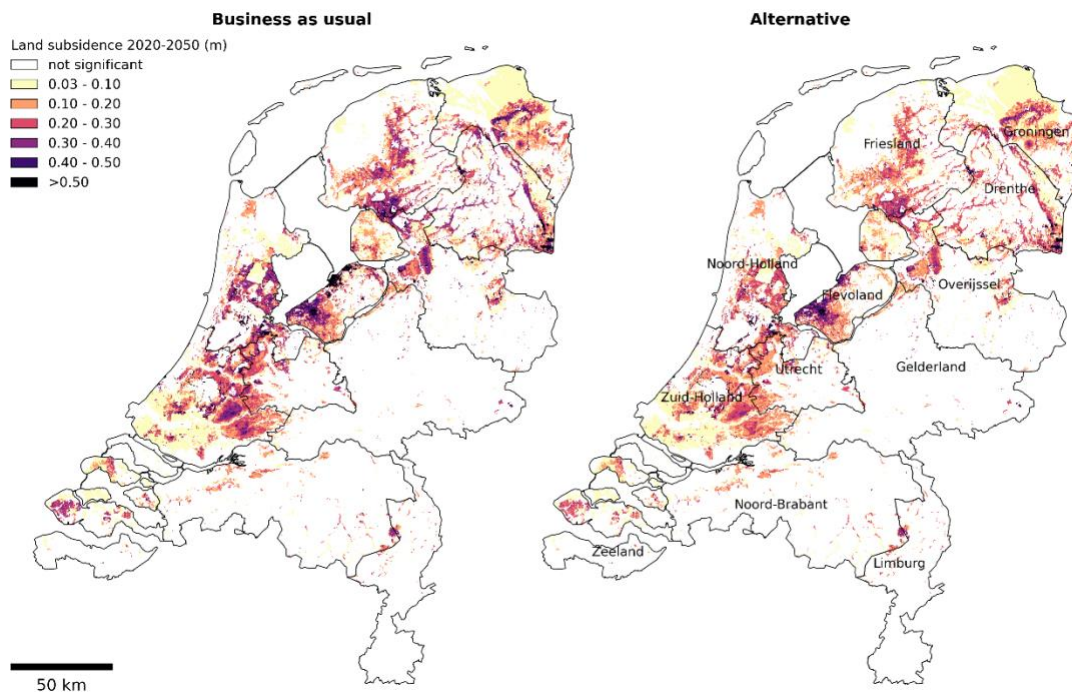 Business as usual
Alternative
Land subsidence 2020-2050 (m)
not significant
0.03 - 0.10
0.10 - 0.20
0.20 - 0.30
0.30 - 0.40
0.40 - 0.50
>0.50
Groningen
Friesland
Drenthe
Noord-Holland
Overijssel
Flevoland
Gelderland
Utrecht
Zuid-Holland
Noord-Brabant
Zeeland
Limburg
50 km